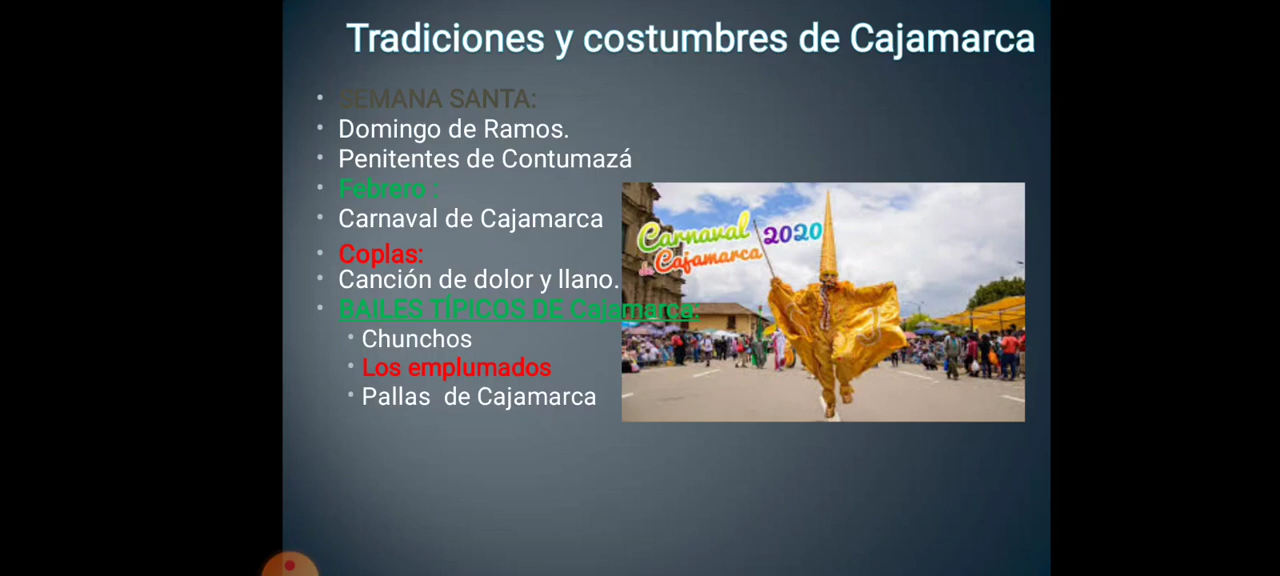 Tradiciones y costumbres de Cajamarca
SEMANA SANTA:
Domingo de Ramos.
Penitentes de Contumazá
Febrero :
Carnaval de Cajamarca
Coplas:
Canción de dolor y llano.
BAILES TÍPICOS DE Cajamarca:
Chunchos
Los emplumados
Pallas de Cajamarca
Carnaval 2020
de Cajamarca